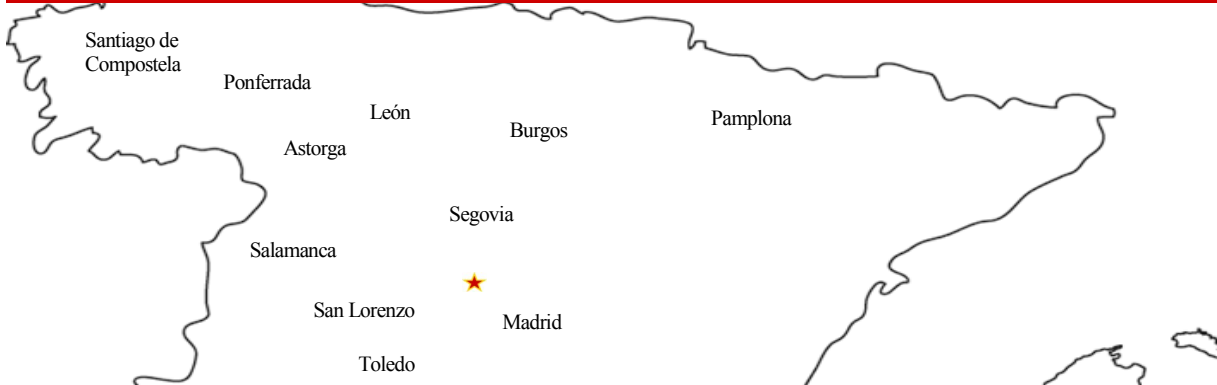 Santiago de
Compostela
Ponferrada
León
Pamplona
Burgos
Astorga
Segovia
Salamanca
San Lorenzo
Madrid
Toledo